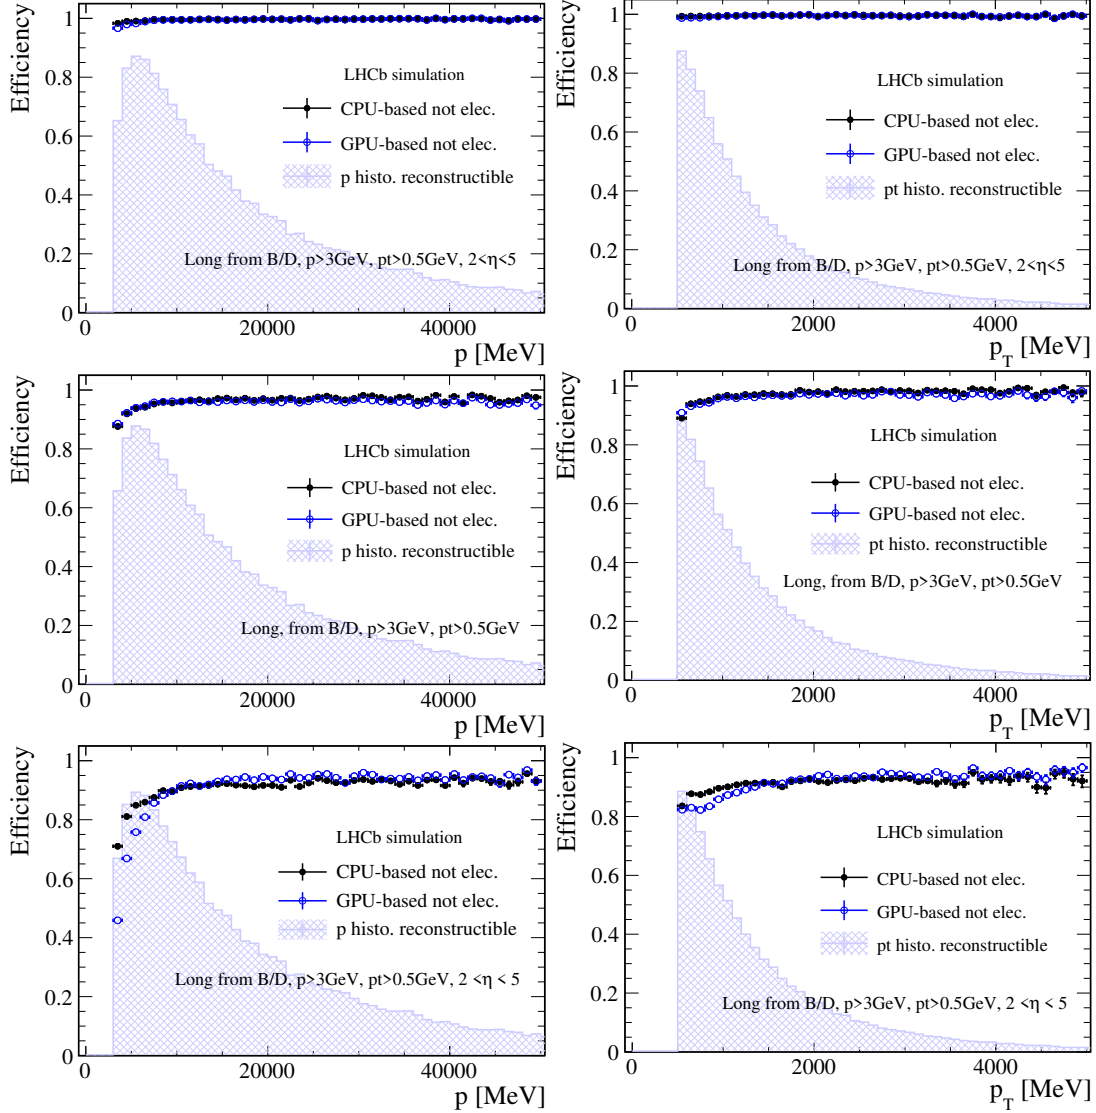 Efficiency
1
0.8
0.6
0.4
0.2
0
LHCb simulation
CPU-based not elec.
GPU-based not elec.
p histo. reconstructible
Long from B/D, p>3GeV, pt>0.5GeV, 2<η<5
0 20000 40000
p [MeV]
Efficiency
1
0.8
0.6
0.4
0.2
0
LHCb simulation
CPU-based not elec.
GPU-based not elec.
pt histo. reconstructible
Long from B/D, p>3GeV, pt>0.5GeV, 2<η<5
0 2000 4000
p_T [MeV]
Efficiency
1
0.8
0.6
0.4
0.2
0
LHCb simulation
CPU-based not elec.
GPU-based not elec.
p histo. reconstructible
Long, from B/D, p>3GeV, pt>0.5GeV
0 20000 40000
p [MeV]
Efficiency
1
0.8
0.6
0.4
0.2
0
LHCb simulation
CPU-based not elec.
GPU-based not elec.
pt histo. reconstructible
Long, from B/D, p>3GeV, pt>0.5GeV
0 2000 4000
p_T [MeV]
Efficiency
1
0.8
0.6
0.4
0.2
0
LHCb simulation
CPU-based not elec.
GPU-based not elec.
p histo. reconstructible
Long from B/D, p>3GeV, pt>0.5GeV, 2 <η < 5
0 20000 40000
p [MeV]
Efficiency
1
0.8
0.6
0.4
0.2
0
LHCb simulation
CPU-based not elec.
GPU-based not elec.
pt histo. reconstructible
Long from B/D, p>3GeV, pt>0.5GeV, 2 <η < 5
0 2000 4000
p_T [MeV]